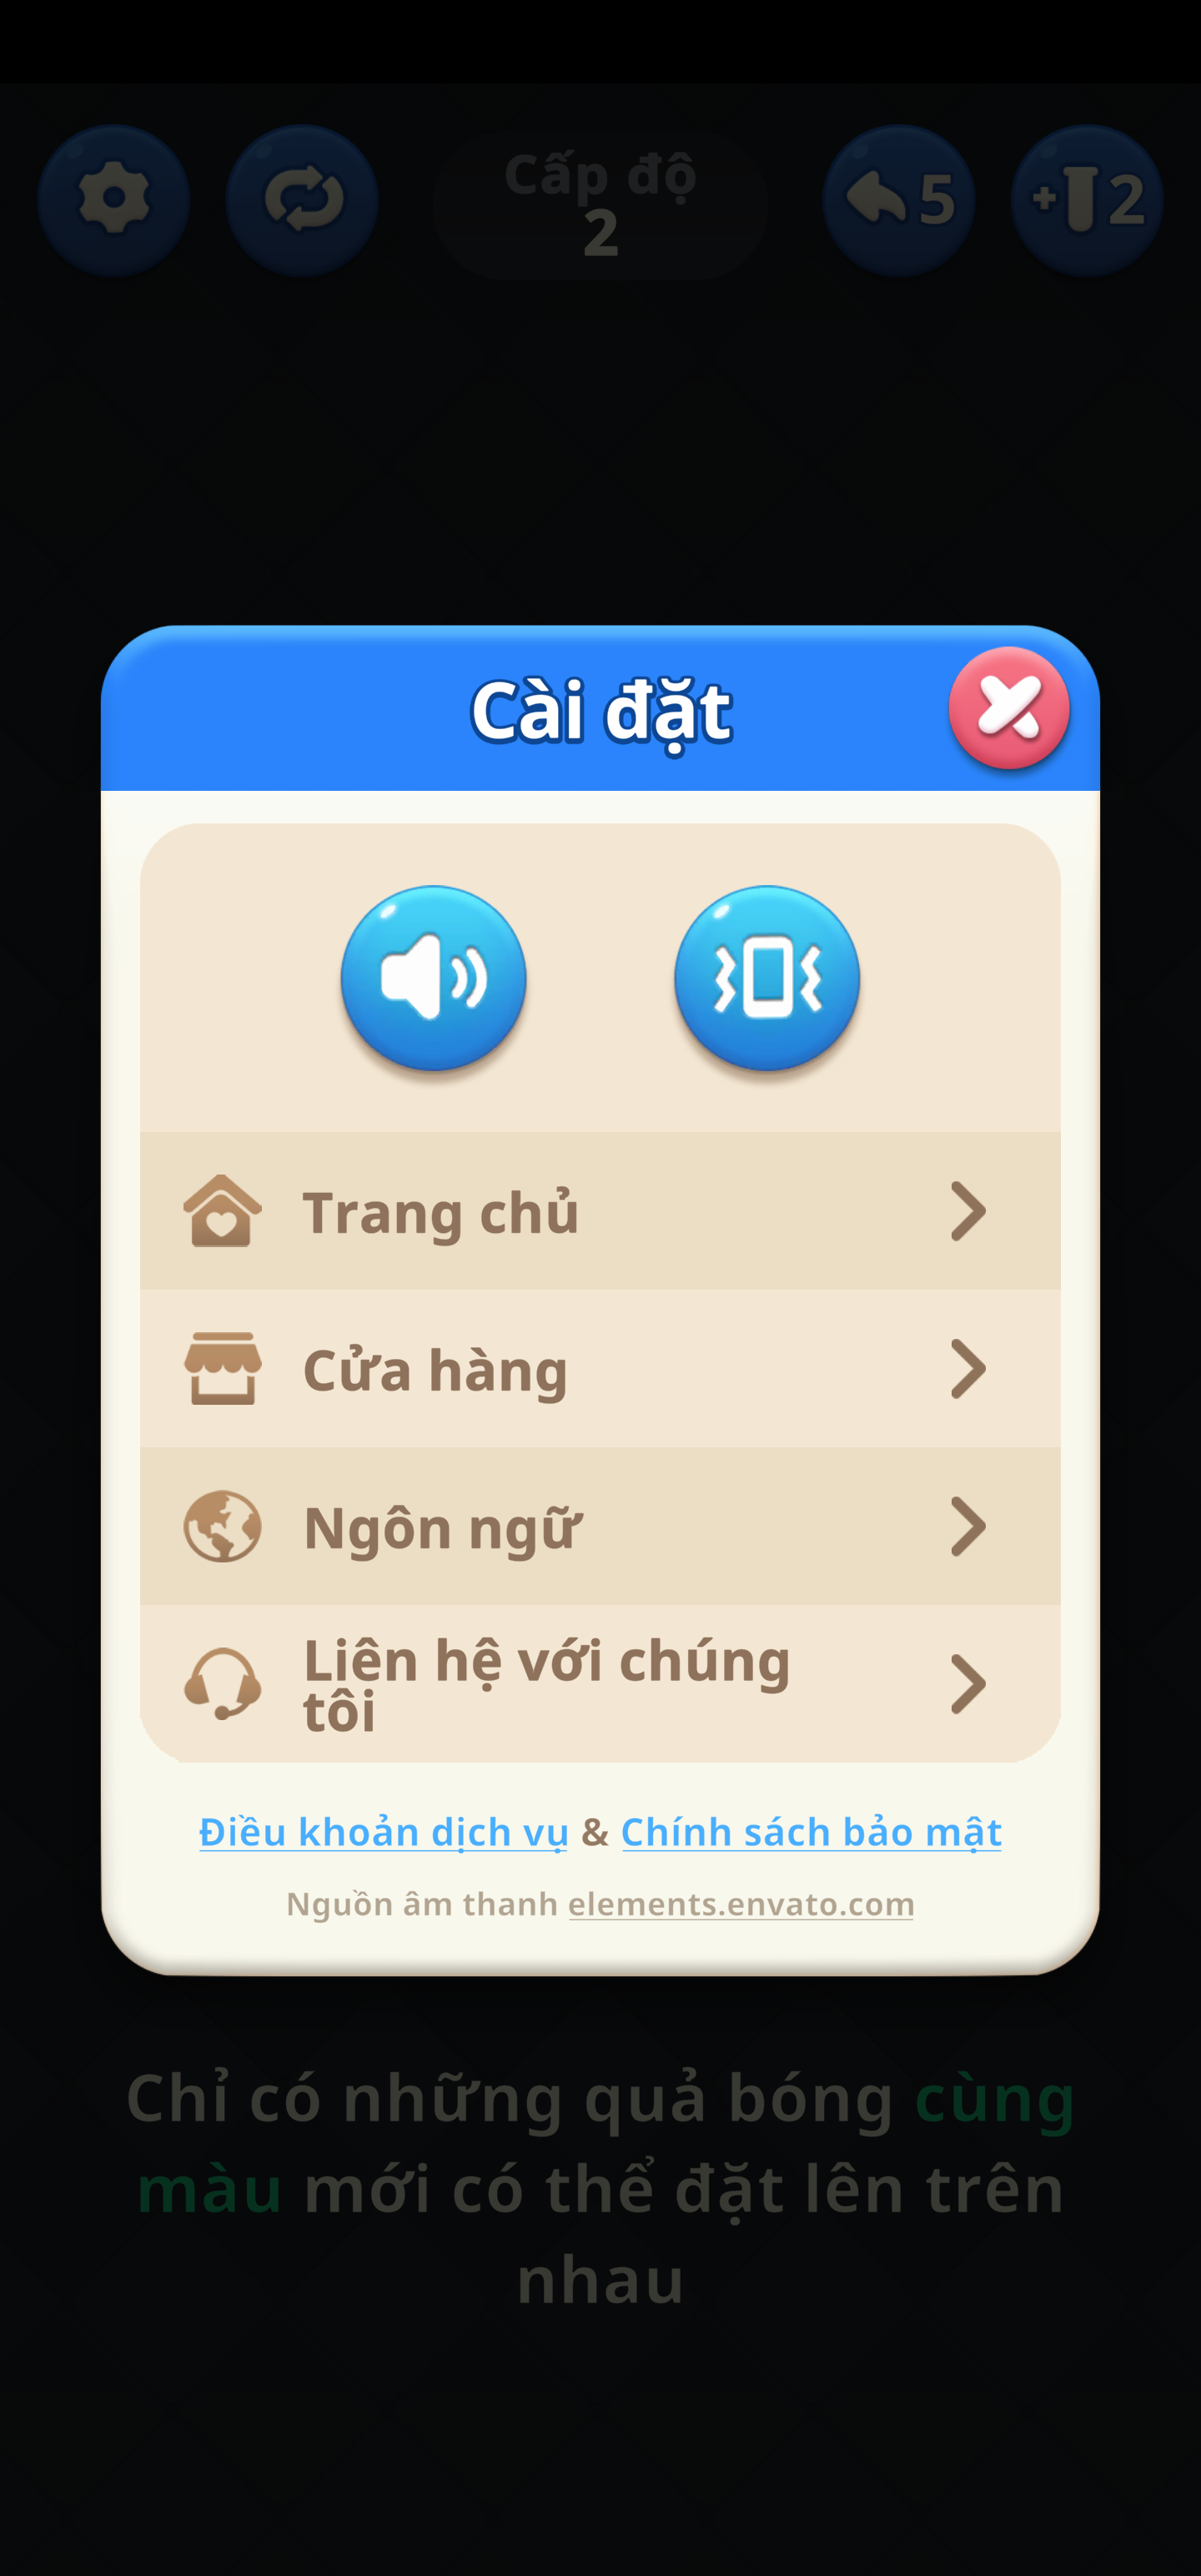 Cấp độ
2
5
+ 2
Cài đặt
Trang chủ
Cửa hàng
Ngôn ngữ
Liên hệ với chúng
tôi
Điều khoản dịch vụ & Chính sách bảo mật
Nguồn âm thanh elements.envato.com
Chỉ có những quả bóng cùng
màu mới có thể đặt lên trên
nhau